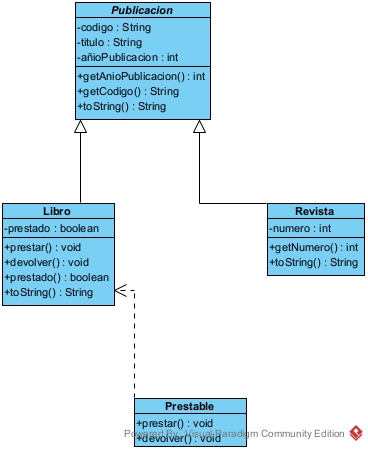 Publicacion
-codigo : String
-titulo : String
-añioPublicacion : int
+getAnioPublicacion() : int
+getCodigo() : String
+toString() : String
Libro
-prestado : boolean
+prestar() : void
+devolver() : void
+prestado() : boolean
+toString() : String
Revista
-numero : int
+getNumero() : int
+toString() : String
Prestable
+prestar() : void
+devolver() : void
Powered By Visual Paradigm Community Edition